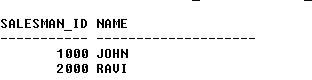 SALESMAN_ID NAME
----------- --------------------
1000 JOHN
2000 RAVI